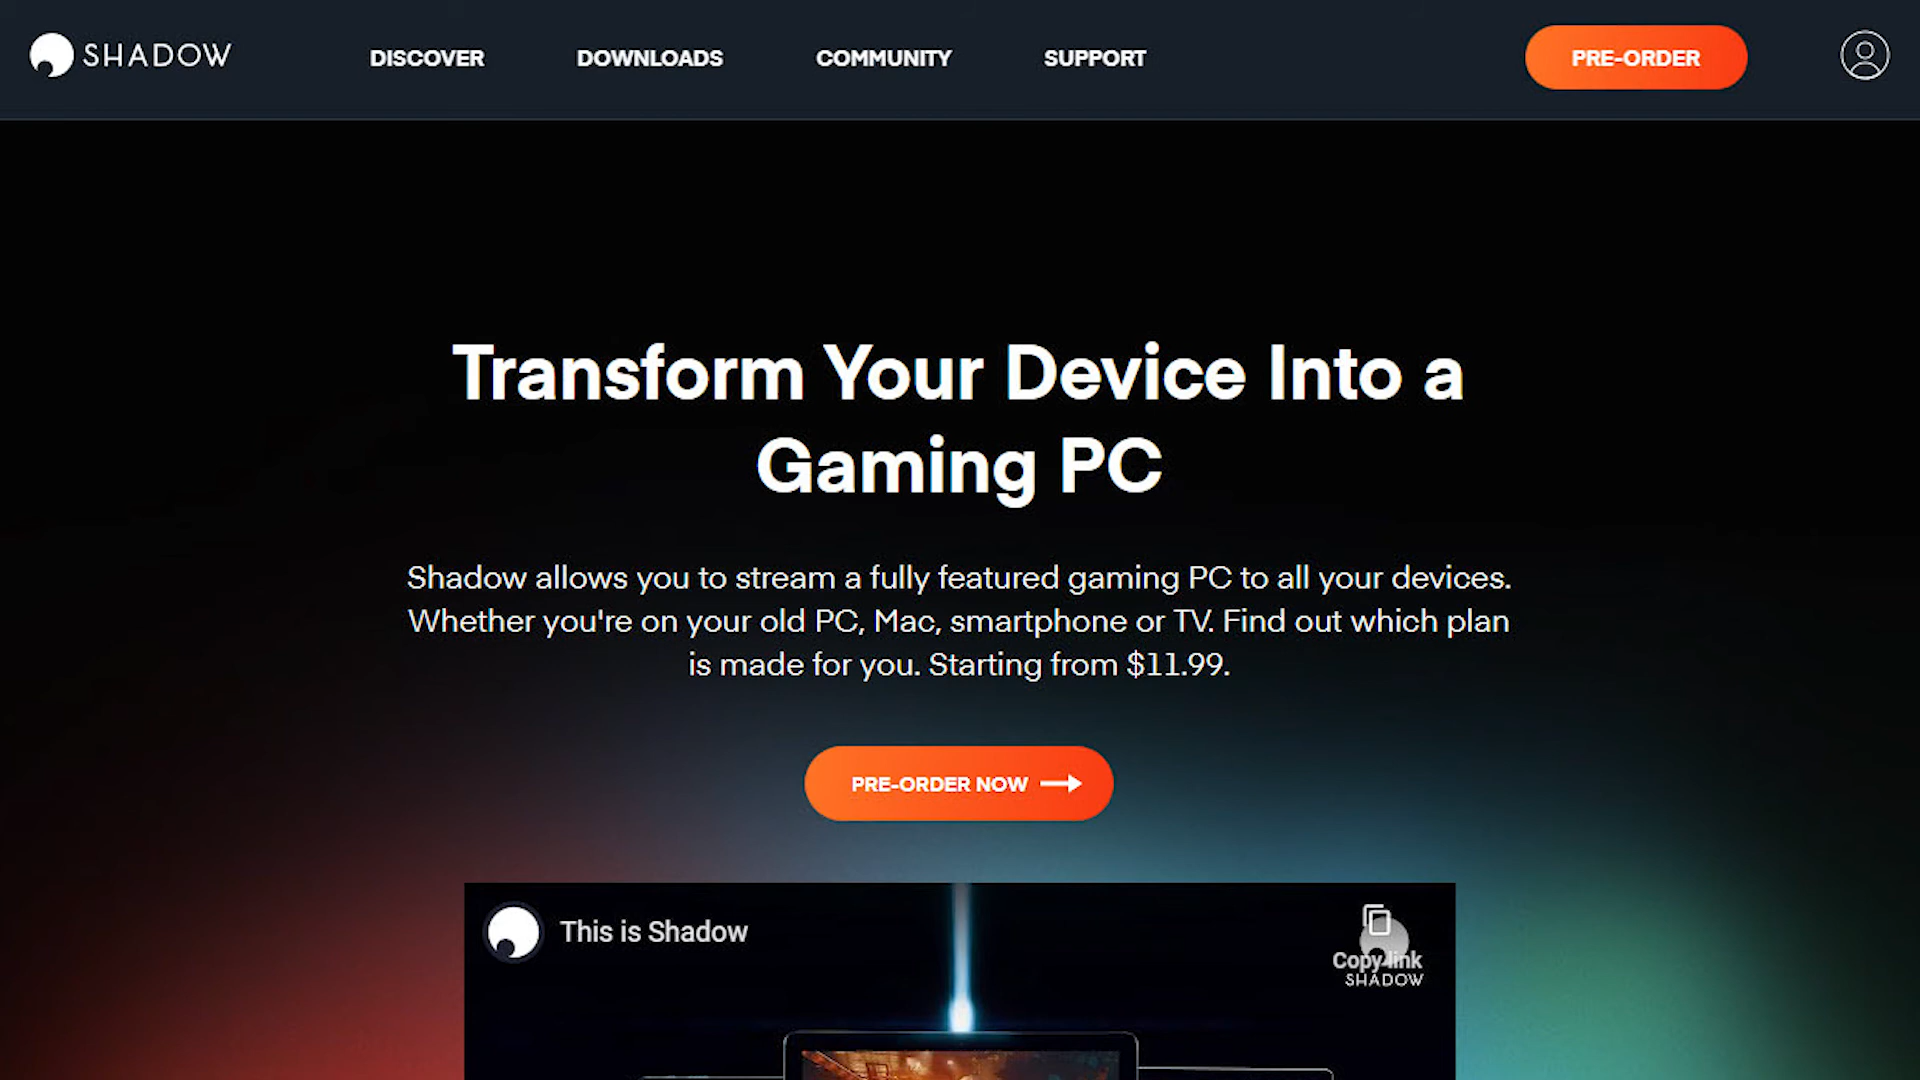 SHADOW
DISCOVER
DOWNLOADS
COMMUNITY
SUPPORT
PRE-ORDER
Transform Your Device Into a
Gaming PC
Shadow allows you to stream a fully featured gaming PC to all your devices.
Whether you're on your old PC, Mac, smartphone or TV. Find out which plan
is made for you. Starting from $11.99.
PRE-ORDER NOW
This is Shadow
Copy link
SHADOW